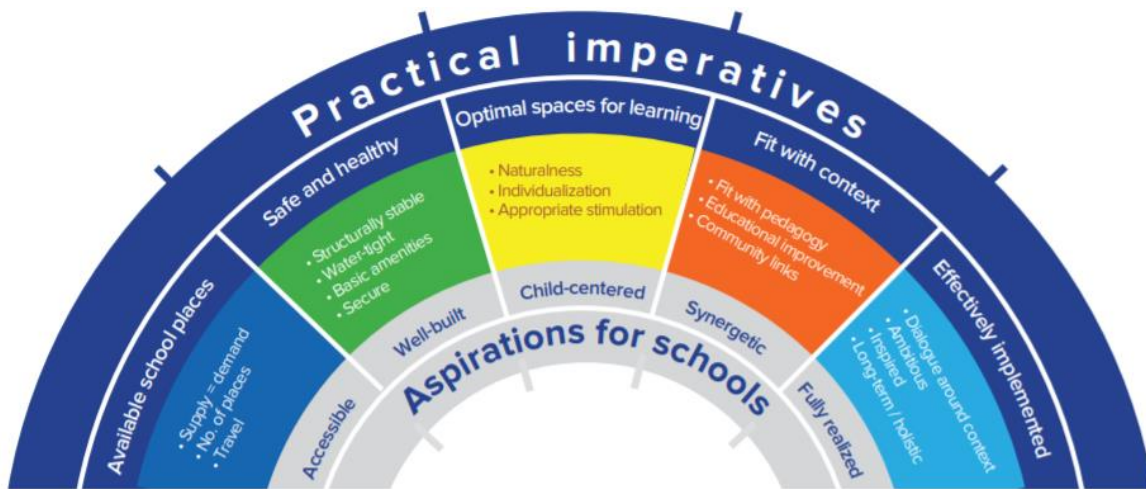 Practical imperatives
Available school places
Safe and healthy
Optimal spaces for learning
Fit with context
Effectively implemented
• Supply = demand
• No. of places
• Travel
• Structurally stable
• Water-tight
• Basic amenities
• Secure
• Naturalness
• Individualization
• Appropriate stimulation
• Fit with pedagogy
• Educational improvement
• Community links
• Dialogue around context
• Ambitious
• Inspired
• Long-term / holistic
Accessible
Well-built
Child-centered
Synergetic
Fully realized
Aspirations for schools